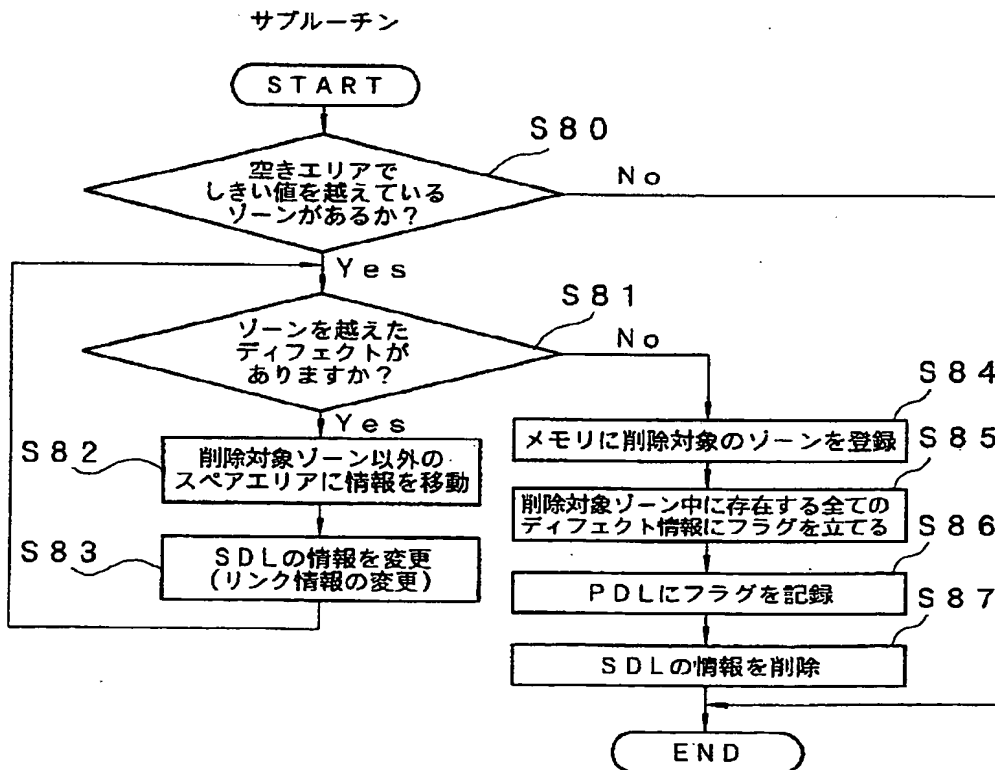 サブルーチン
START
S80
空きエリアで
しきい値を越えている
ゾーンがあるか?
No
Yes
S81
ゾーンを越えた
ディフェクトが
ありますか?
No
Yes
S82
削除対象ゾーン以外の
スペアエリアに情報を移動
S83
SDLの情報を変更
(リンク情報の変更)
S84
メモリに削除対象のゾーンを登録
S85
削除対象ゾーン中に存在する全ての
ディフェクト情報にフラグを立てる
S86
PDLにフラグを記録
S87
SDLの情報を削除
END